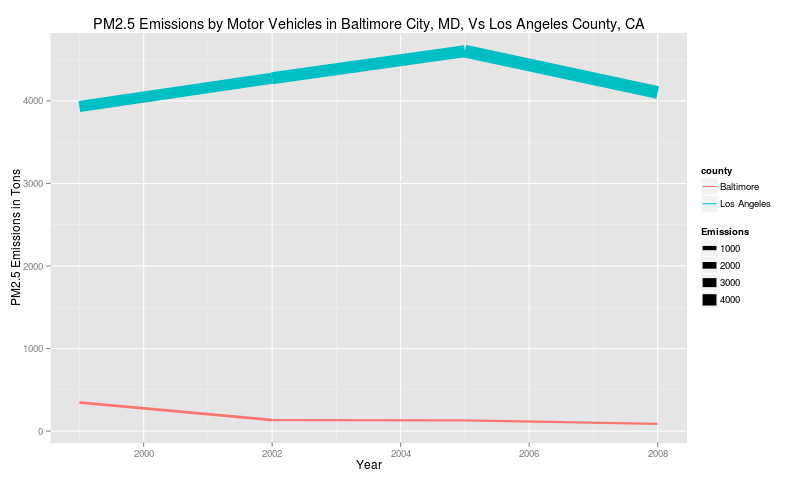 PM2.5 Emissions by Motor Vehicles in Baltimore City, MD, Vs Los Angeles County, CA
PM2.5 Emissions in Tons
4000
3000
2000
1000
0
2000
2002
2004
2006
2008
Year
county
Baltimore
Los Angeles
Emissions
1000
2000
3000
4000